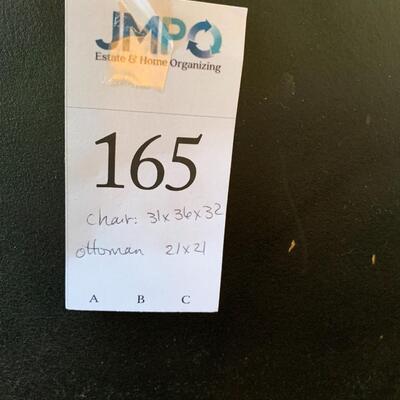 JMPO
Estate & Home Organizing
165
chair: 31x36x32
ottoman 21x21
A B C